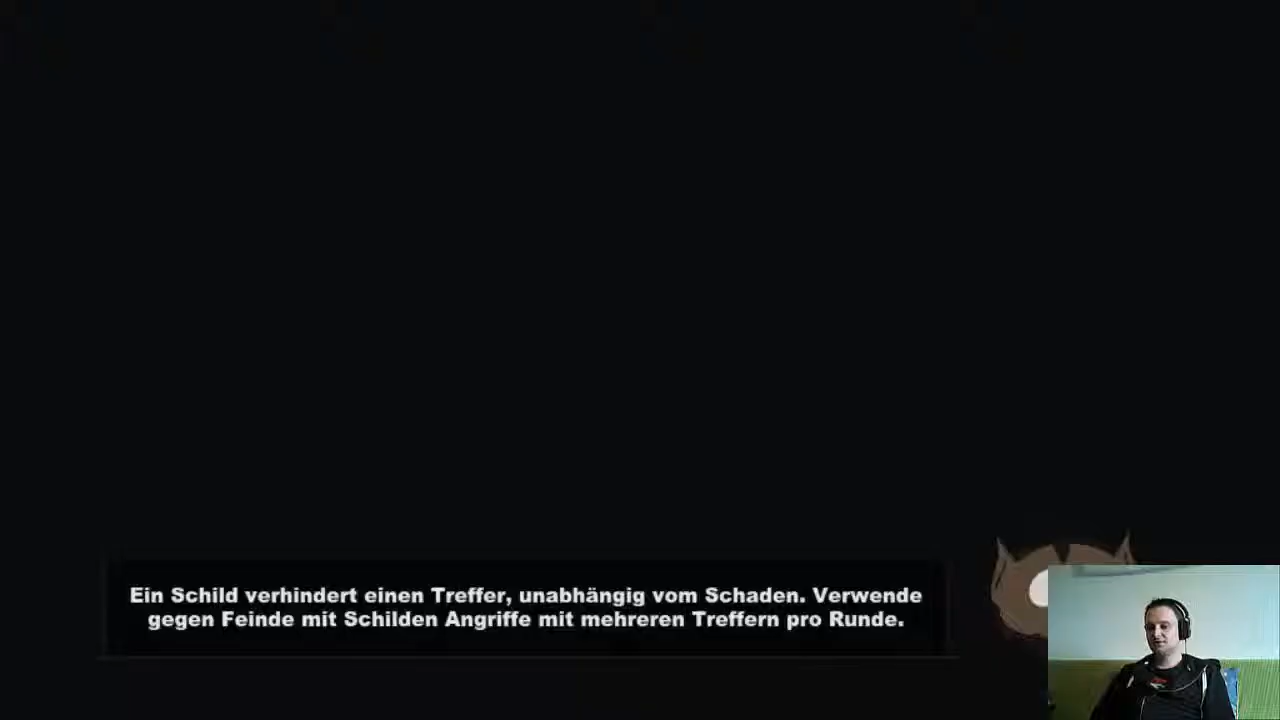 Ein Schild verhindert einen Treffer, unabhängig vom Schaden. Verwende
gegen Feinde mit Schilden Angriffe mit mehreren Treffern pro Runde.